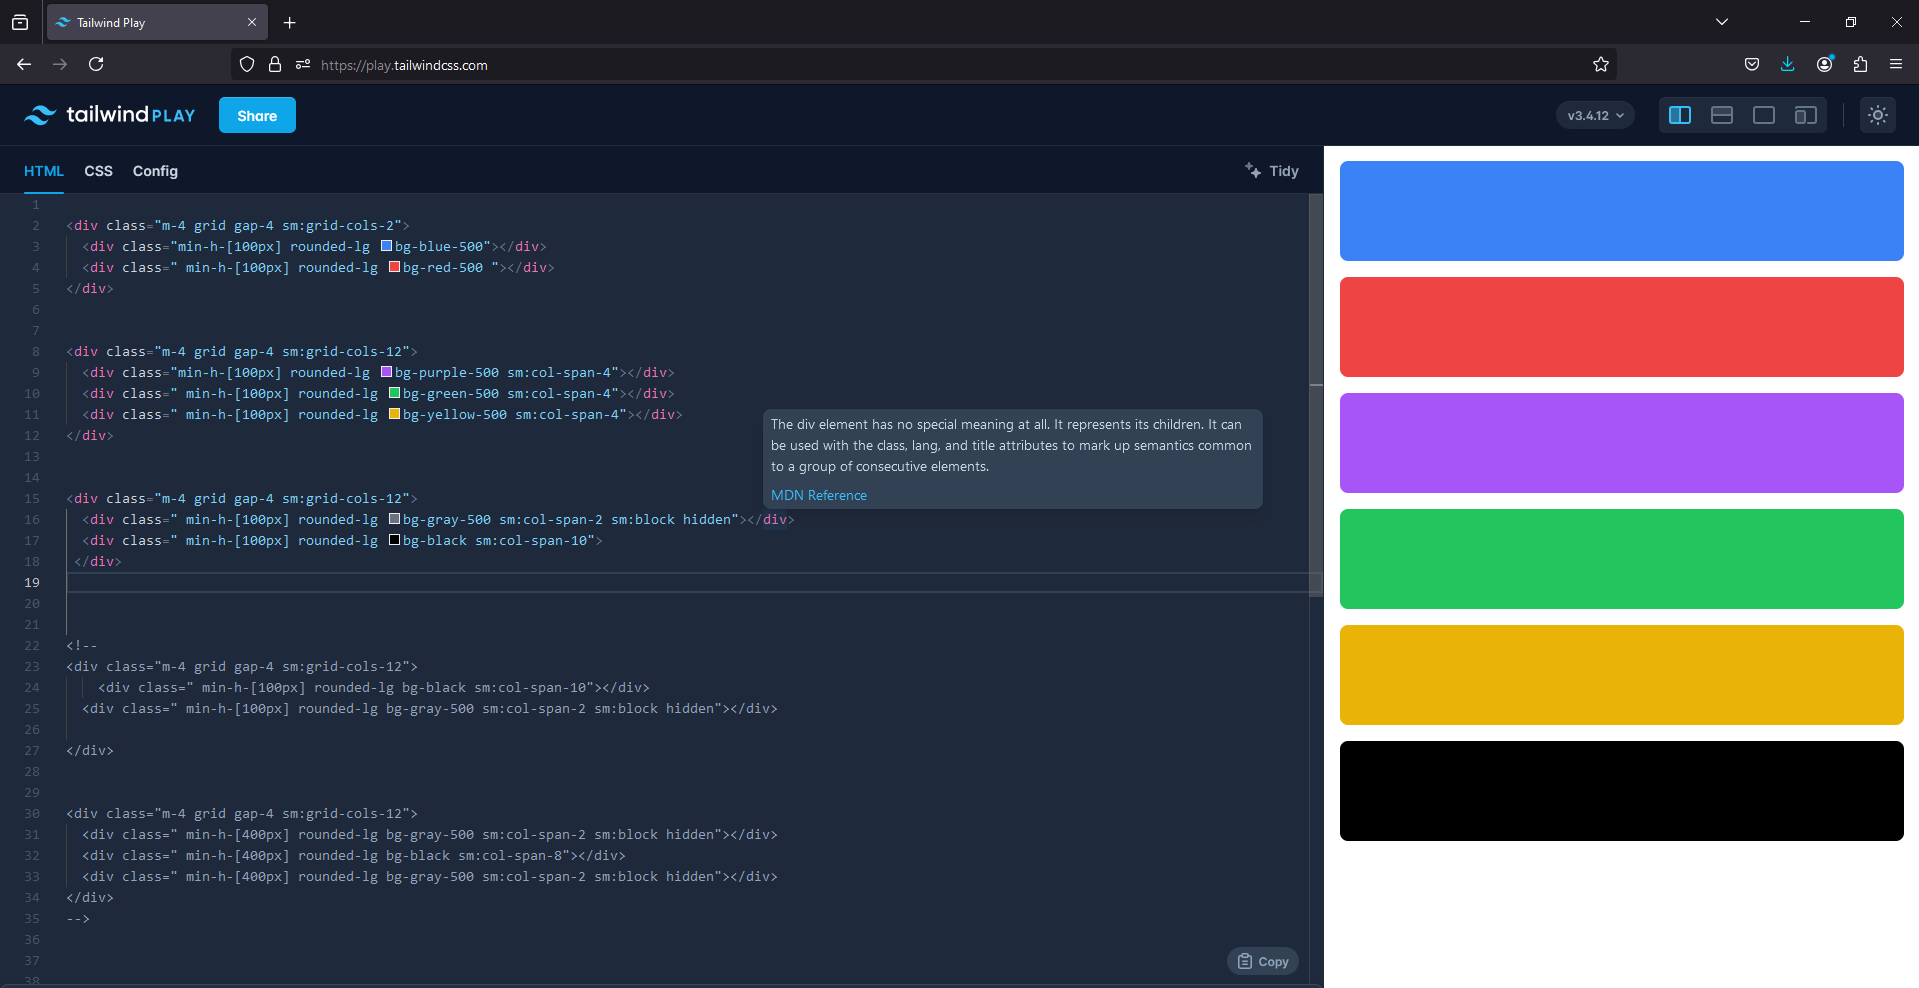 Tailwind Play
https://play.tailwindcss.com
tailwind PLAY
Share
v3.4.12
HTML
CSS
Config
Tidy
1
2 <div class="m-4 grid gap-4 sm:grid-cols-2">
3 <div class="min-h-[100px] rounded-lg bg-blue-500"></div>
4 <div class=" min-h-[100px] rounded-lg bg-red-500 "></div>
5 </div>
6
7
8 <div class="m-4 grid gap-4 sm:grid-cols-12">
9 <div class="min-h-[100px] rounded-lg bg-purple-500 sm:col-span-4"></div>
10 <div class=" min-h-[100px] rounded-lg bg-green-500 sm:col-span-4"></div>
11 <div class=" min-h-[100px] rounded-lg bg-yellow-500 sm:col-span-4"></div>
12 </div>
13
14
15 <div class="m-4 grid gap-4 sm:grid-cols-12">
16 <div class=" min-h-[100px] rounded-lg bg-gray-500 sm:col-span-2 sm:block hidden"></div>
17 <div class=" min-h-[100px] rounded-lg bg-black sm:col-span-10">
18 </div>
19
20
21
22 <!--
23 <div class="m-4 grid gap-4 sm:grid-cols-12">
24 <div class=" min-h-[100px] rounded-lg bg-black sm:col-span-10"></div>
25 <div class=" min-h-[100px] rounded-lg bg-gray-500 sm:col-span-2 sm:block hidden"></div>
26
27 </div>
28
29
30 <div class="m-4 grid gap-4 sm:grid-cols-12">
31 <div class=" min-h-[400px] rounded-lg bg-gray-500 sm:col-span-2 sm:block hidden"></div>
32 <div class=" min-h-[400px] rounded-lg bg-black sm:col-span-8"></div>
33 <div class=" min-h-[400px] rounded-lg bg-gray-500 sm:col-span-2 sm:block hidden"></div>
34 </div>
35 -->
36
37
38
The div element has no special meaning at all. It represents its children. It can
be used with the class, lang, and title attributes to mark up semantics common
to a group of consecutive elements.
MDN Reference
Copy